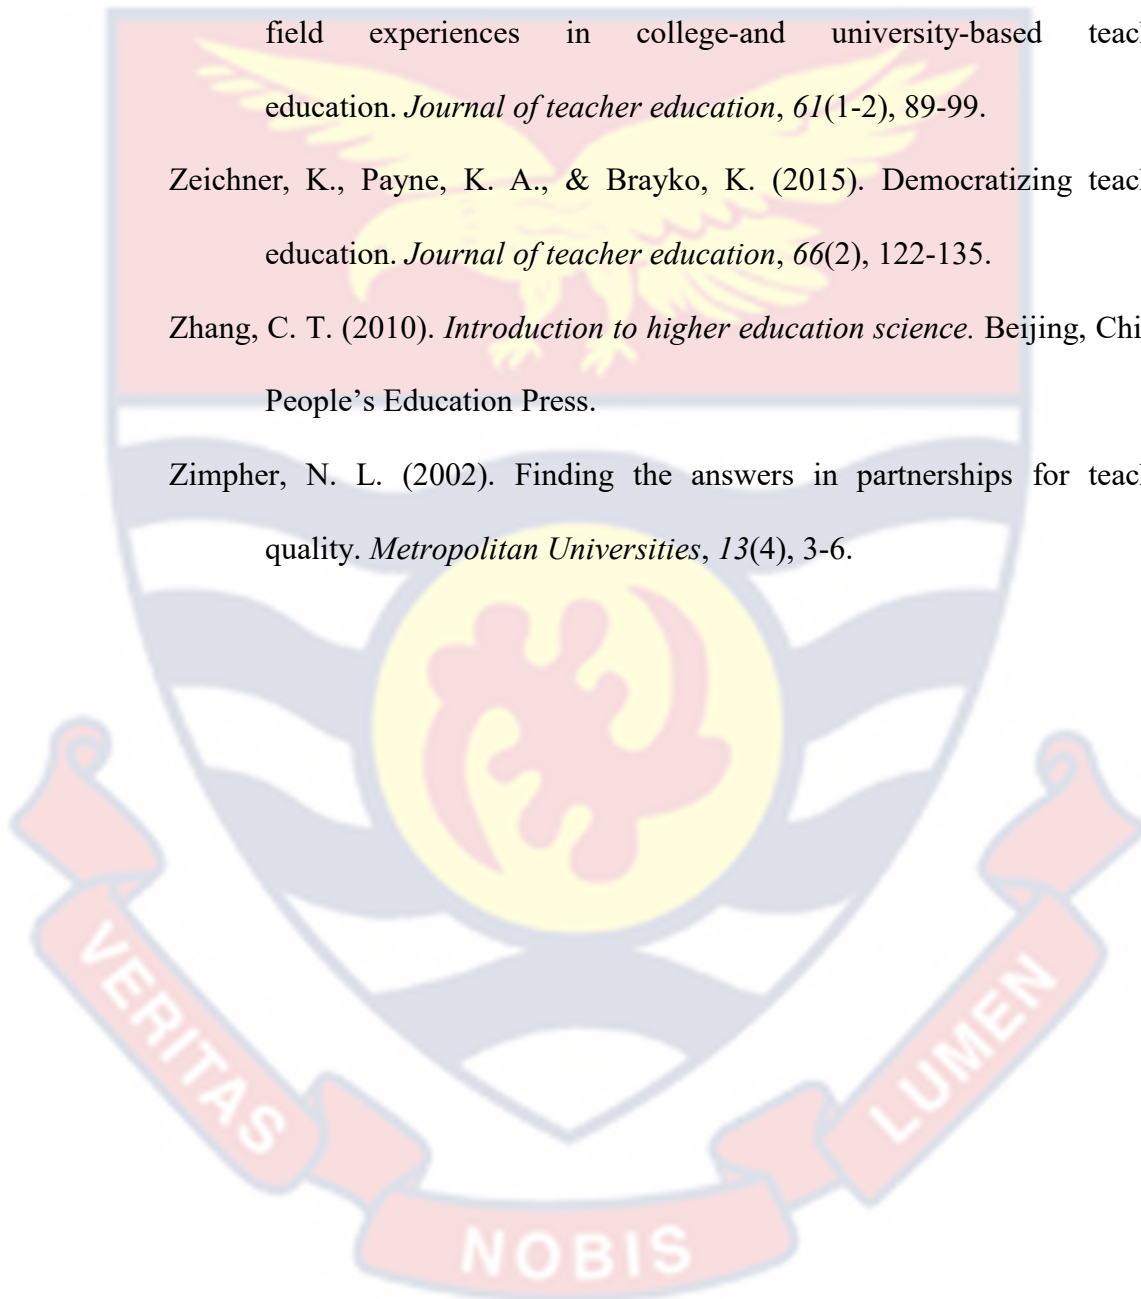 field experiences in college-and university-based teach
education. Journal of teacher education, 61(1-2), 89-99.
Zeichner, K., Payne, K. A., & Brayko, K. (2015). Democratizing teach
education. Journal of teacher education, 66(2), 122-135.
Zhang, C. T. (2010). Introduction to higher education science. Beijing, Chi
People’s Education Press.
Zimpher, N. L. (2002). Finding the answers in partnerships for teach
quality. Metropolitan Universities, 13(4), 3-6.
VERITAS
NOBIS
LUMEN